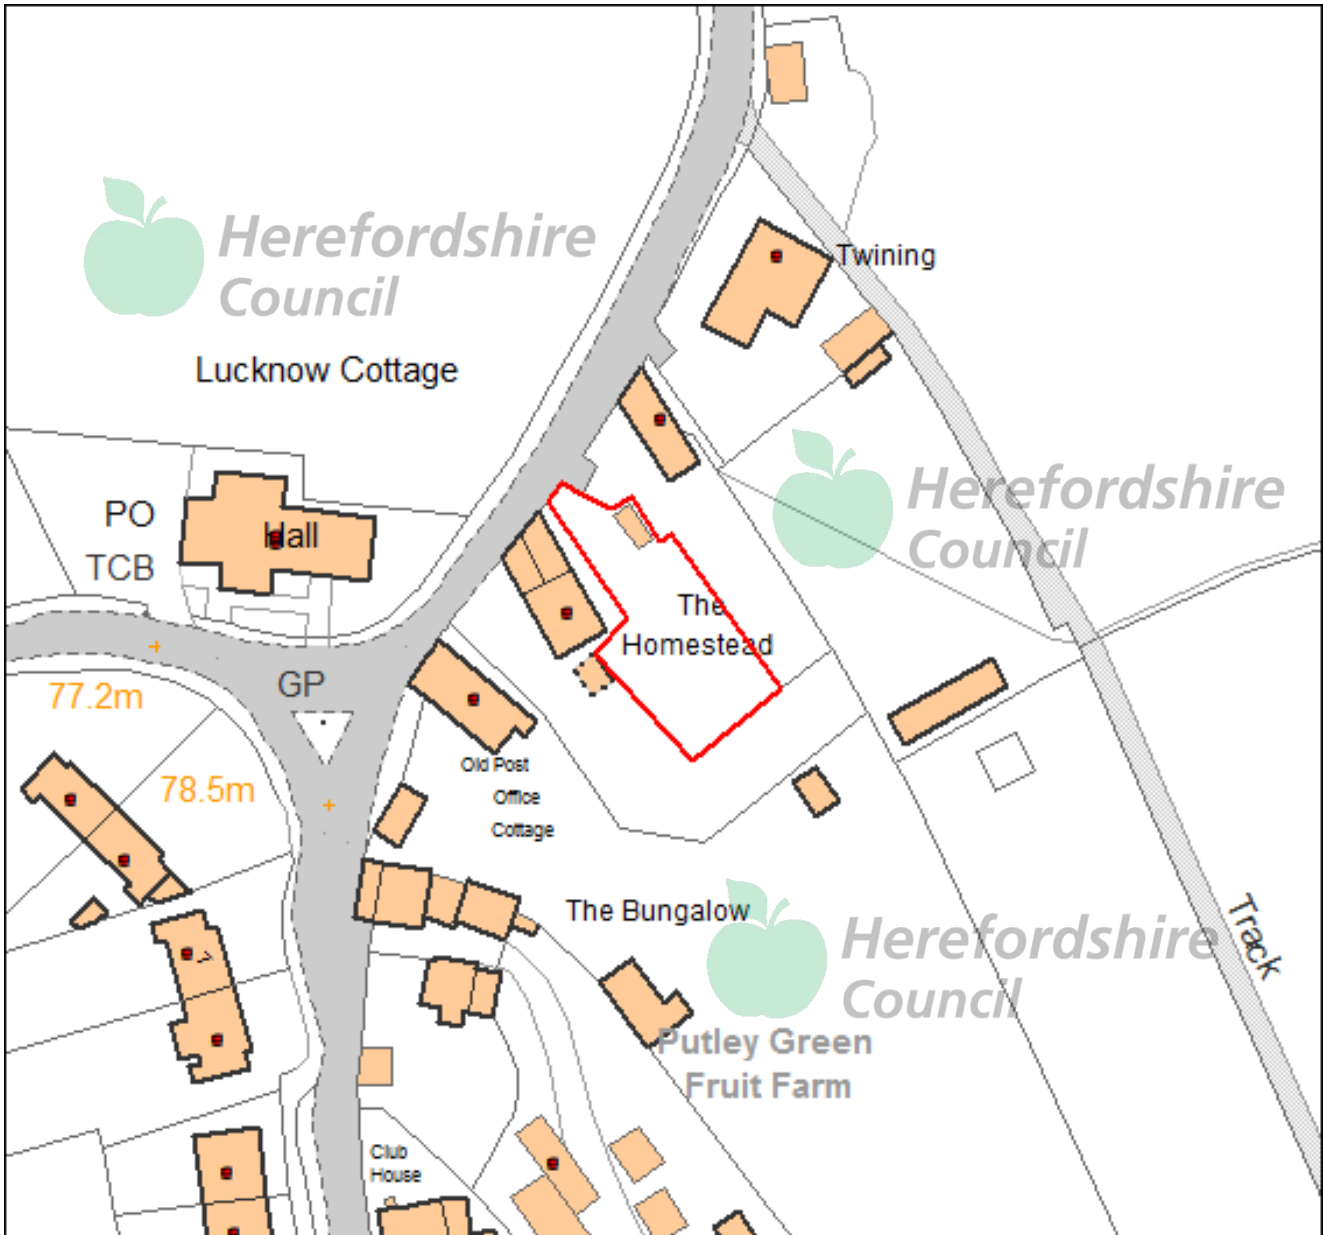 Herefordshire
Council
Twining
Lucknow Cottage
Herefordshire
Council
PO
Hall
TCB
The
Homestead
GP
77.2m
78.5m
Old Post
Office
Cottage
The Bungalow
Herefordshire
Council
Track
Putley Green
Fruit Farm
1
Club
House